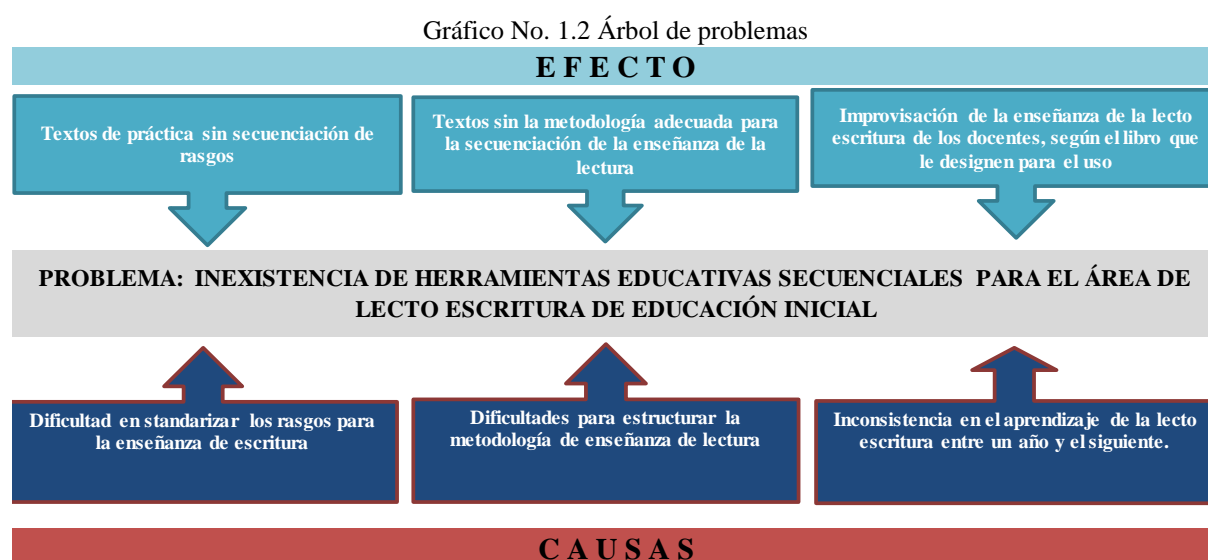 Gráfico No. 1.2 Árbol de problemas
E F E C T O
Textos de práctica sin secuenciación de
rasgos
Textos sin la metodología adecuada para
la secuenciación de la enseñanza de la
lectura
Improvisación de la enseñanza de la lecto
escritura de los docentes, según el libro que
le designen para el uso
PROBLEMA: INEXISTENCIA DE HERRAMIENTAS EDUCATIVAS SECUENCIALES PARA EL ÁREA DE
LECTO ESCRITURA DE EDUCACIÓN INICIAL
Dificultad en standarizar los rasgos para
la enseñanza de escritura
Dificultades para estructurar la
metodología de enseñanza de lectura
Inconsistencia en el aprendizaje de la lecto
escritura entre un año y el siguiente.
C A U S A S